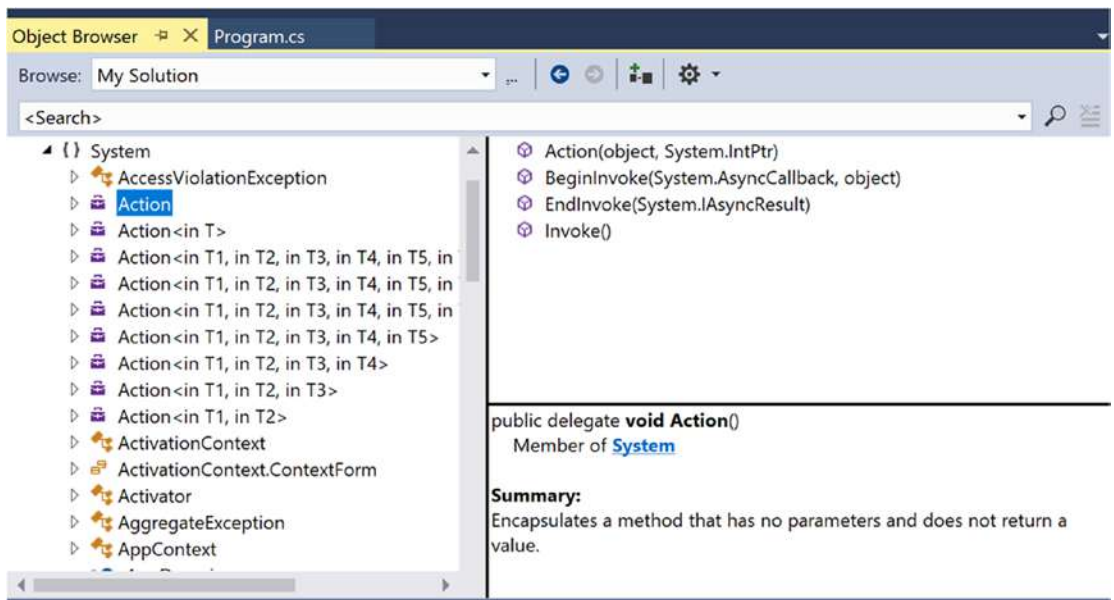 Object Browser
Program.cs
Browse: My Solution
...
<Search>
{ } System
AccessViolationException
Action
Action<in T>
Action<in T1, in T2, in T3, in T4, in T5, in
Action<in T1, in T2, in T3, in T4, in T5, in
Action<in T1, in T2, in T3, in T4, in T5, in
Action<in T1, in T2, in T3, in T4, in T5>
Action<in T1, in T2, in T3, in T4>
Action<in T1, in T2, in T3>
Action<in T1, in T2>
ActivationContext
ActivationContext.ContextForm
Activator
AggregateException
AppContext
Action(object, System.IntPtr)
BeginInvoke(System.AsyncCallback, object)
EndInvoke(System.IAsyncResult)
Invoke()
public delegate void Action()
Member of System
Summary:
Encapsulates a method that has no parameters and does not return a
value.